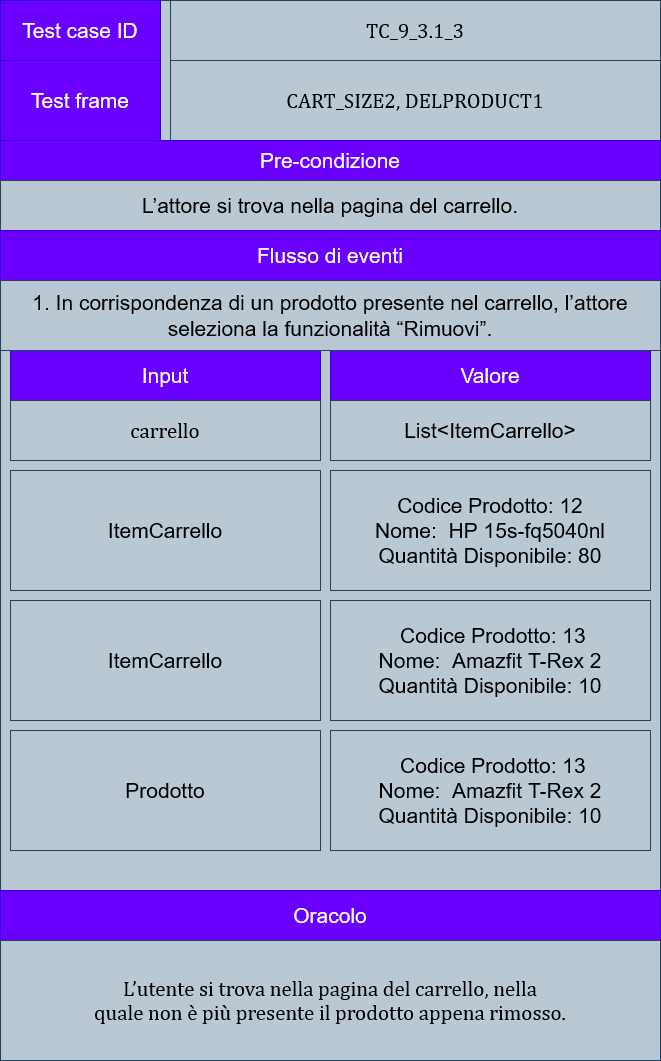 Test case ID
TC_9_3.1_3
Test frame
CART_SIZE2, DELPRODUCT1
Pre-condizione
L'attore si trova nella pagina del carrello.
Flusso di eventi
1. In corrispondenza di un prodotto presente nel carrello, l'attore
seleziona la funzionalità “Rimuovi”.
Input
Valore
carrello
List<ItemCarrello>
ItemCarrello
Codice Prodotto: 12
Nome: HP 15s-fq5040nl
Quantità Disponibile: 80
ItemCarrello
Codice Prodotto: 13
Nome: Amazfit T-Rex 2
Quantità Disponibile: 10
Prodotto
Codice Prodotto: 13
Nome: Amazfit T-Rex 2
Quantità Disponibile: 10
Oracolo
L'utente si trova nella pagina del carrello, nella
quale non è più presente il prodotto appena rimosso.